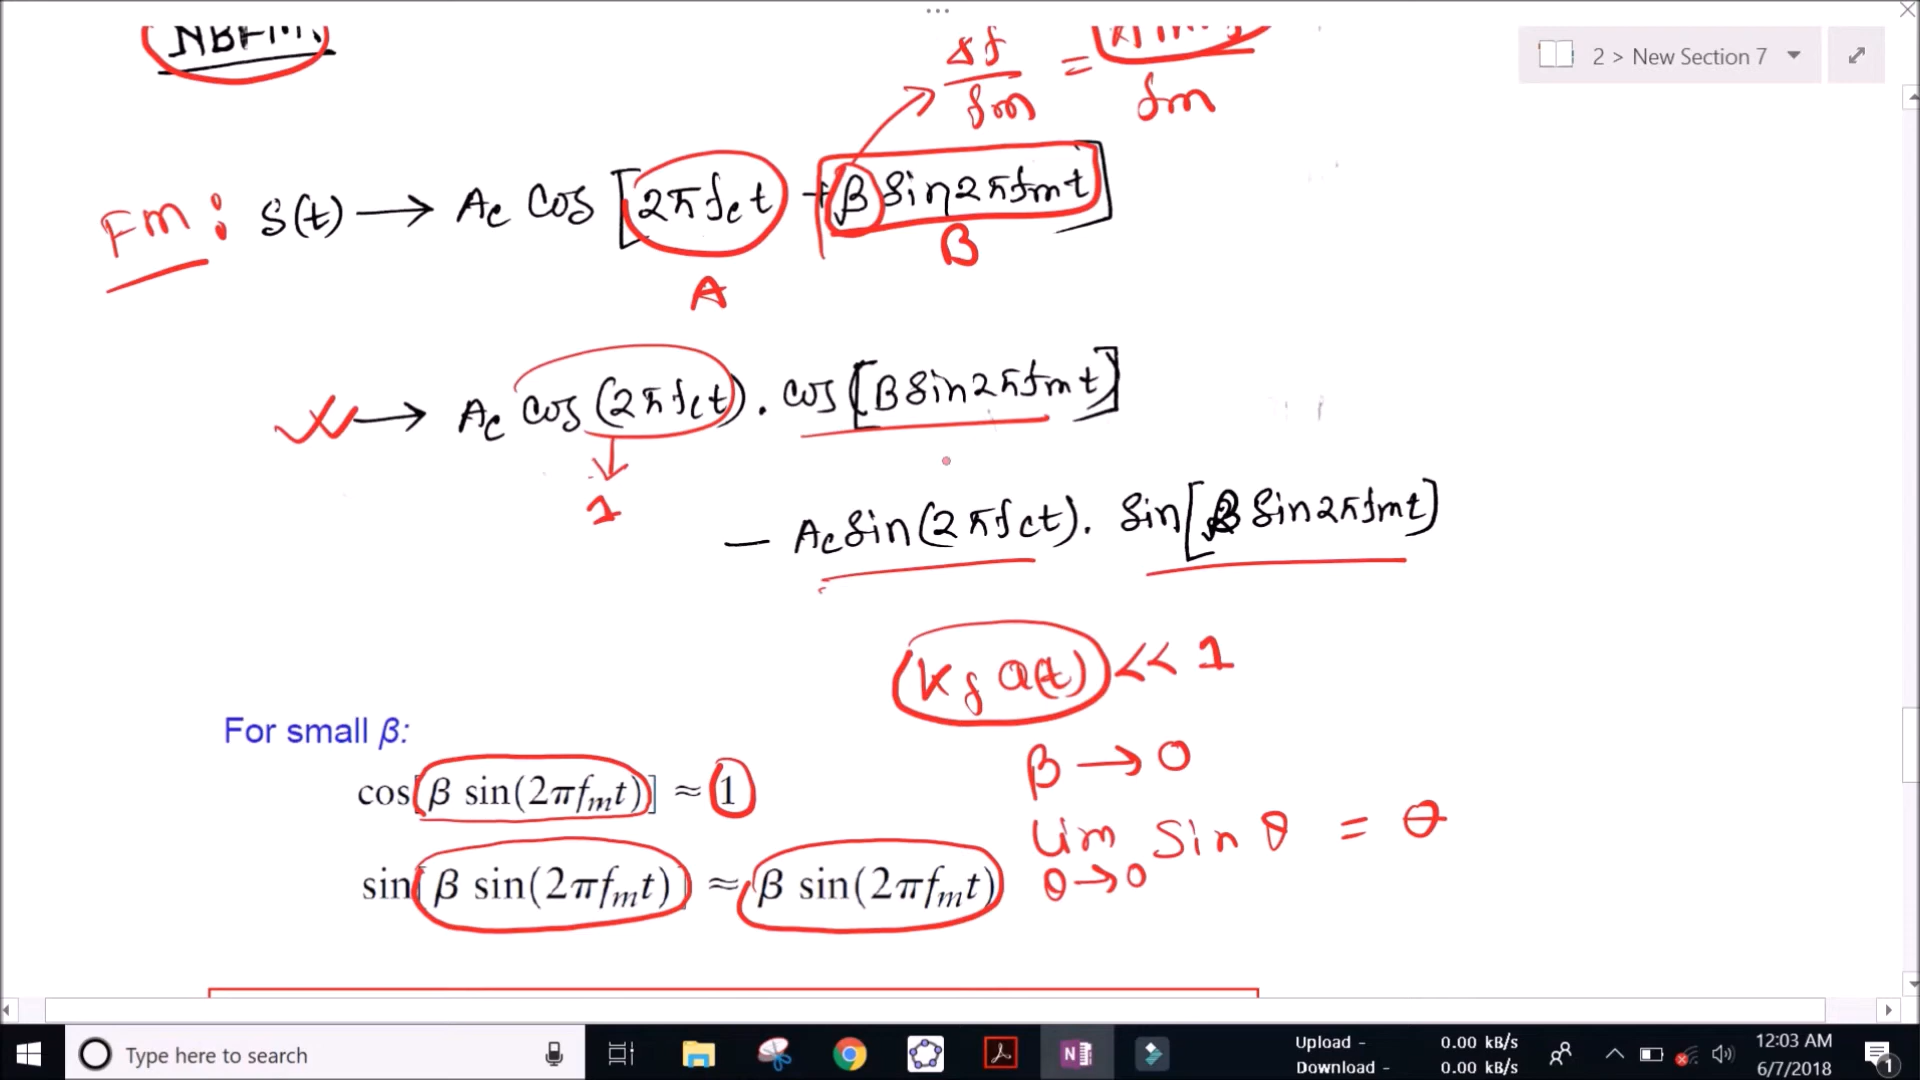 NBFM
Δf / fm = / fm
2 > New Section 7
Fm : S(t) → Ac Cos [2πfct + β Sin2πfmt]
A
B
→ Ac Cos (2πfct) . Cos [β Sin2πfmt]
1
— Ac Sin (2πfct) . Sin [β Sin2πfmt]
(Kf a(t)) << 1
For small β:
β → 0
cos[β sin(2πfmt)] ≈ 1
Lim Sin θ = θ
θ→0
sin[β sin(2πfmt)] ≈ β sin(2πfmt)
Type here to search
Upload - 0.00 kB/s
Download - 0.00 kB/s
12:03 AM
6/7/2018
1